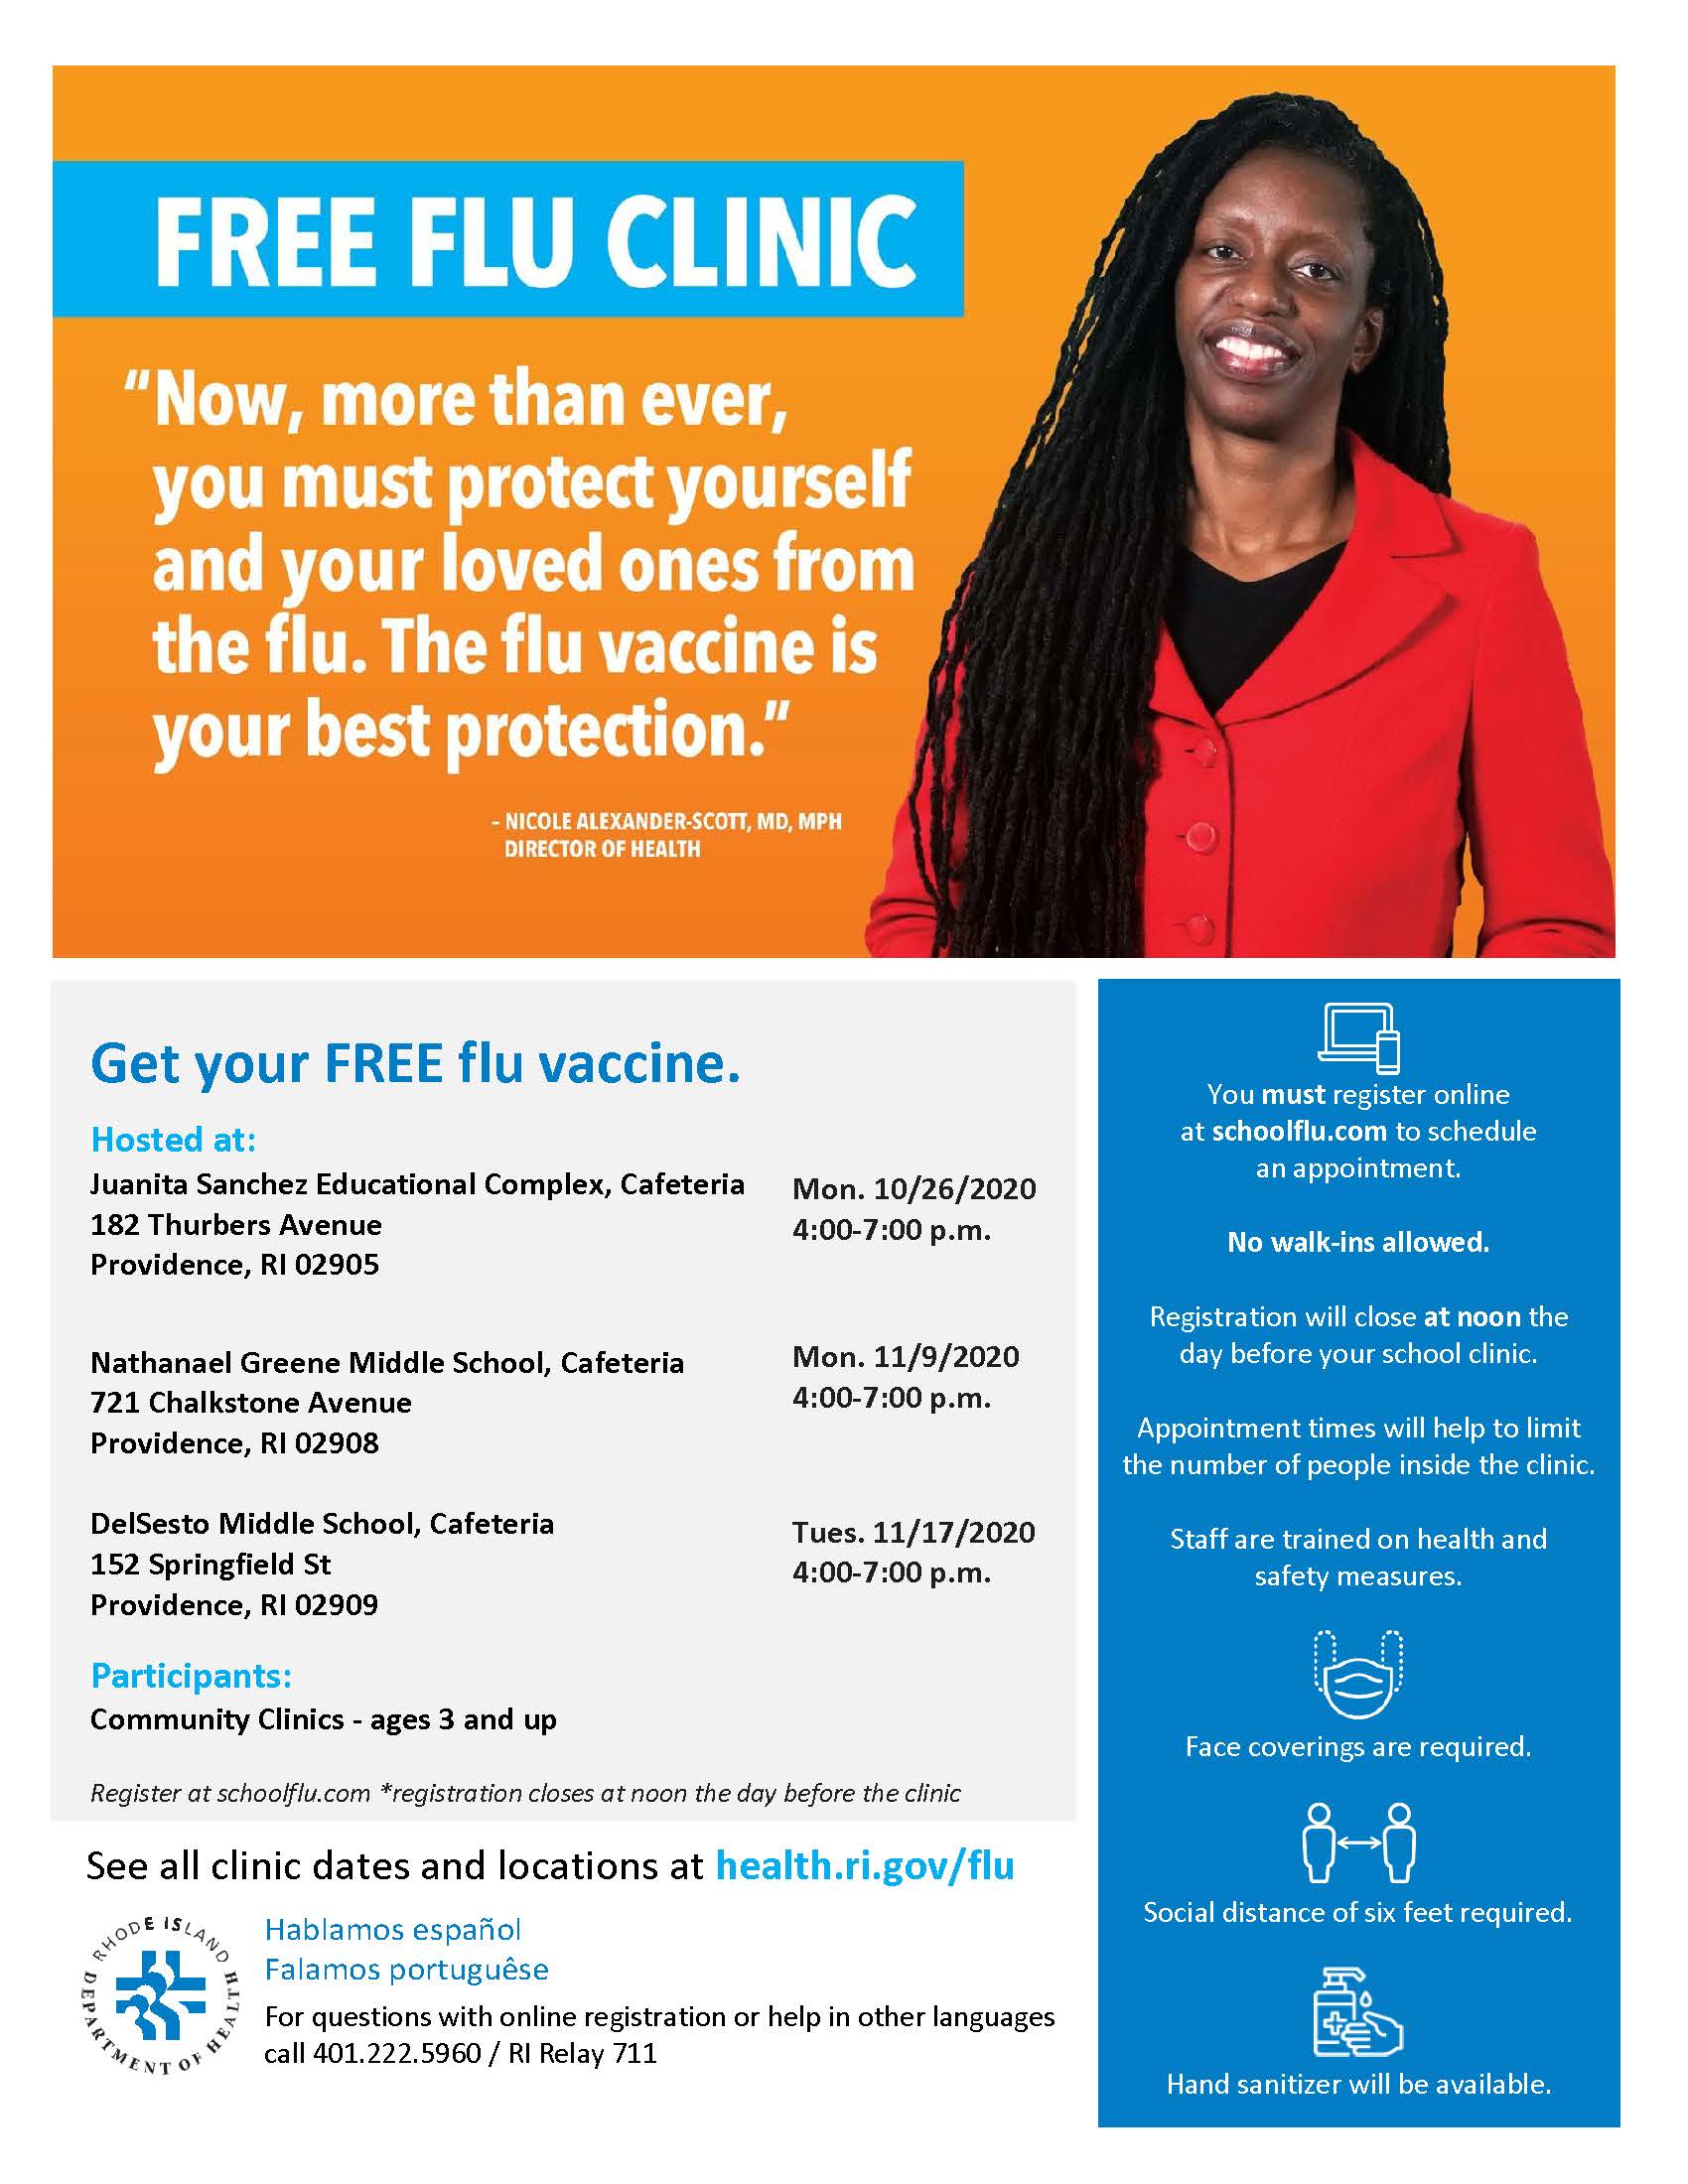 FREE FLU CLINIC
“Now, more than ever,
you must protect yourself
and your loved ones from
the flu. The flu vaccine is
your best protection.”
- NICOLE ALEXANDER-SCOTT, MD, MPH
DIRECTOR OF HEALTH
Get your FREE flu vaccine.
Hosted at:
Juanita Sanchez Educational Complex, Cafeteria
182 Thurbers Avenue
Providence, RI 02905
Mon. 10/26/2020
4:00-7:00 p.m.
Nathanael Greene Middle School, Cafeteria
721 Chalkstone Avenue
Providence, RI 02908
Mon. 11/9/2020
4:00-7:00 p.m.
DelSesto Middle School, Cafeteria
152 Springfield St
Providence, RI 02909
Tues. 11/17/2020
4:00-7:00 p.m.
Participants:
Community Clinics - ages 3 and up
Register at schoolflu.com *registration closes at noon the day before the clinic
See all clinic dates and locations at health.ri.gov/flu
RHODE ISLAND
DEPARTMENT OF HEALTH
Hablamos español
Falamos portuguêse
For questions with online registration or help in other languages
call 401.222.5960 / RI Relay 711
You must register online
at schoolflu.com to schedule
an appointment.
No walk-ins allowed.
Registration will close at noon the
day before your school clinic.
Appointment times will help to limit
the number of people inside the clinic.
Staff are trained on health and
safety measures.
Face coverings are required.
Social distance of six feet required.
Hand sanitizer will be available.